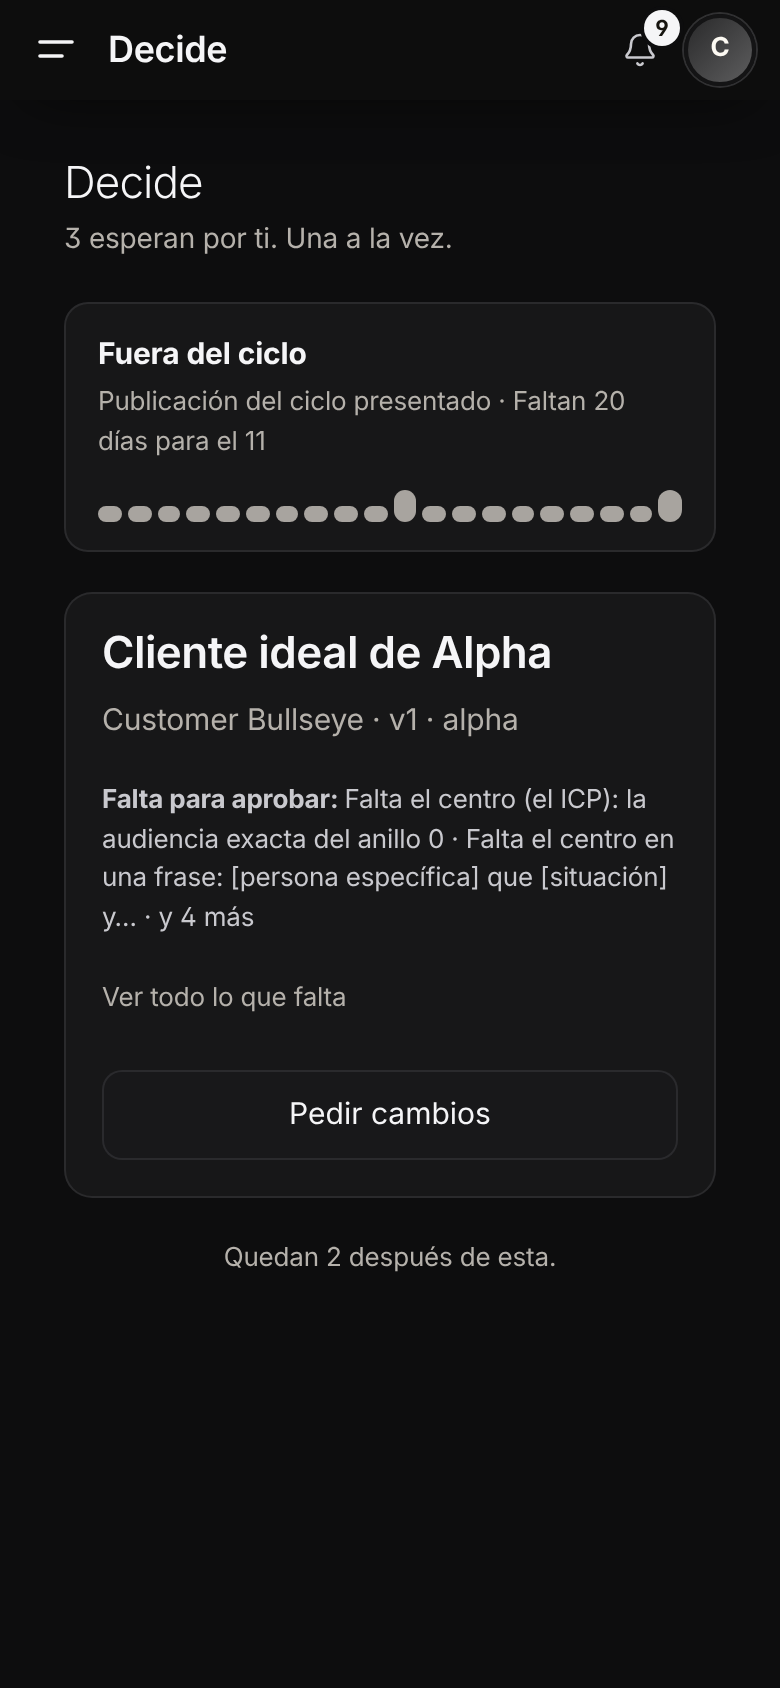 Decide
9
C
Decide
3 esperan por ti. Una a la vez.
Fuera del ciclo
Publicación del ciclo presentado · Faltan 20
días para el 11
Cliente ideal de Alpha
Customer Bullseye · v1 · alpha
Falta para aprobar: Falta el centro (el ICP): la
audiencia exacta del anillo 0 · Falta el centro en
una frase: [persona específica] que [situación]
y... · y 4 más
Ver todo lo que falta
Pedir cambios
Quedan 2 después de esta.